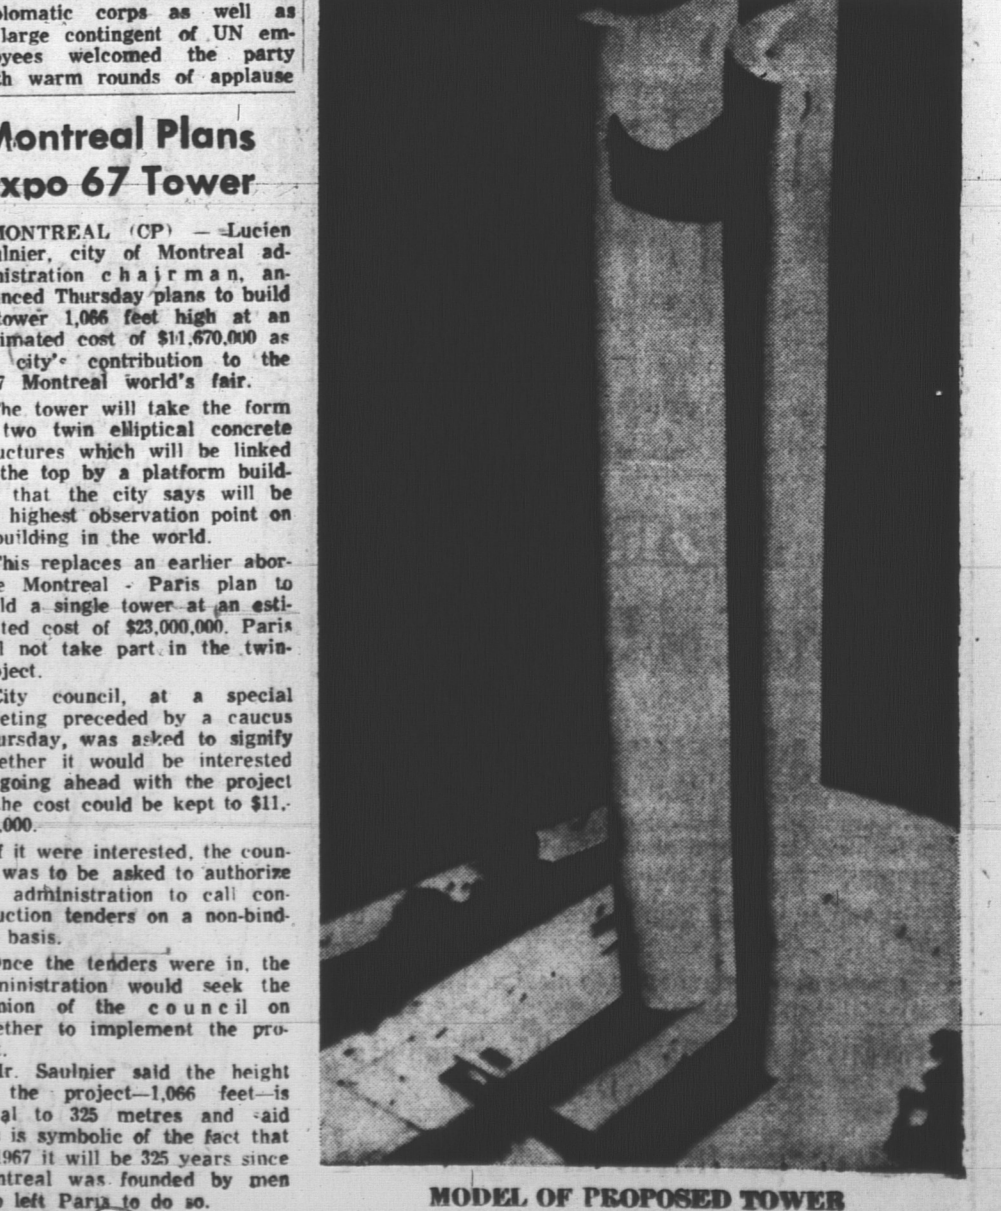 plomatic corps as well as
large contingent of UN em-
oyees welcomed the party
th warm rounds of applause
Montreal Plans
xpo 67 Tower
MONTREAL (CP) — Lucien
ulnier, city of Montreal ad-
nistration chairman, an-
nced Thursday plans to build
tower 1,066 feet high at an
imated cost of $11,670,000 as
city's contribution to the
7 Montreal world's fair.
he tower will take the form
two twin elliptical concrete
uctures which will be linked
the top by a platform build-
that the city says will be
highest observation point on
building in the world.
This replaces an earlier abor-
e Montreal - Paris plan to
ld a single tower at an esti-
ted cost of $23,000,000. Paris
l not take part in the twin-
ject.
City council, at a special
eting preceded by a caucus
ursday, was asked to signify
ether it would be interested
going ahead with the project
the cost could be kept to $11,-
,000.
f it were interested, the coun-
was to be asked to authorize
administration to call con-
uction tenders on a non-bind-
basis.
nce the tenders were in, the
ministration would seek the
nion of the council on
ether to implement the pro-
.
Mr. Saulnier said the height
the project—1,066 feet—is
al to 325 metres and said
is symbolic of the fact that
1967 it will be 325 years since
ntreal was founded by men
o left Paris to do so.
MODEL OF PROPOSED TOWER